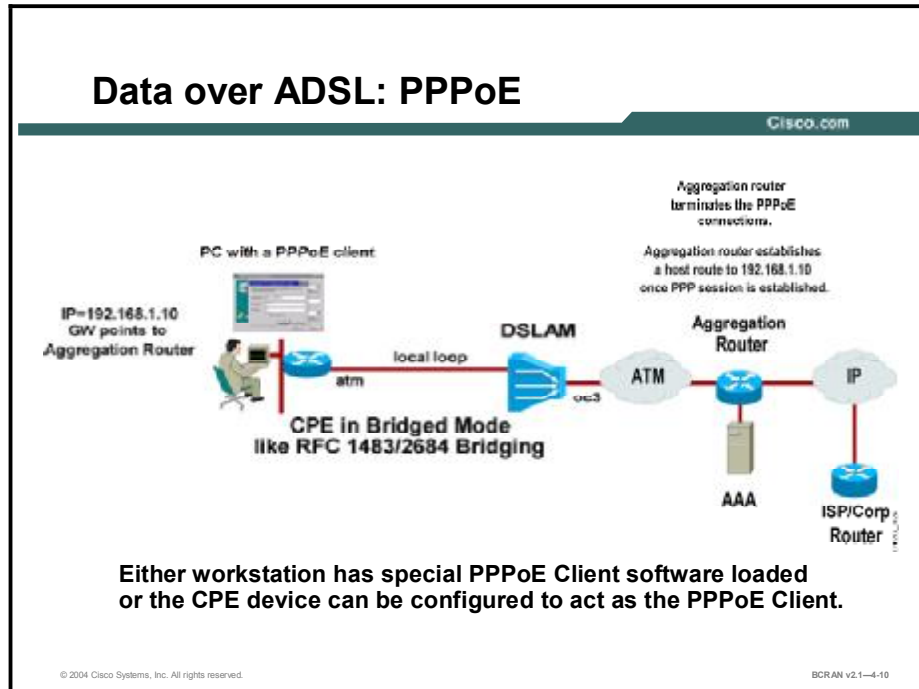 Data over ADSL: PPPoE
Cisco.com
Aggregation router
terminates the PPPoE
connections.
PC with a PPPoE client
Aggregation router establishes
a host route to 192.168.1.10
once PPP session is established.
IP=192.168.1.10
GW points to
Aggregation Router
DSLAM
Aggregation
Router
local loop
atm
ATM
IP
oc3
CPE in Bridged Mode
like RFC 1483/2684 Bridging
AAA
ISP/Corp
Router
Either workstation has special PPPoE Client software loaded
or the CPE device can be configured to act as the PPPoE Client.
© 2004 Cisco Systems, Inc. All rights reserved.
BCRAN v2.1—4-10